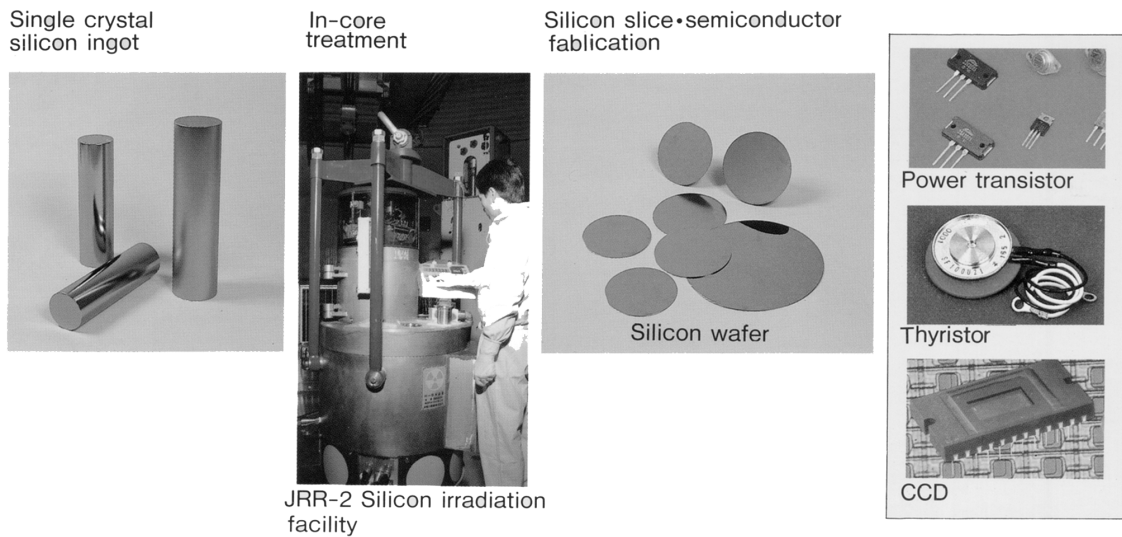 Single crystal
silicon ingot
In-core
treatment
Silicon slice•semiconductor
fablication
Silicon wafer
JRR-2 Silicon irradiation
facility
Power transistor
Thyristor
CCD